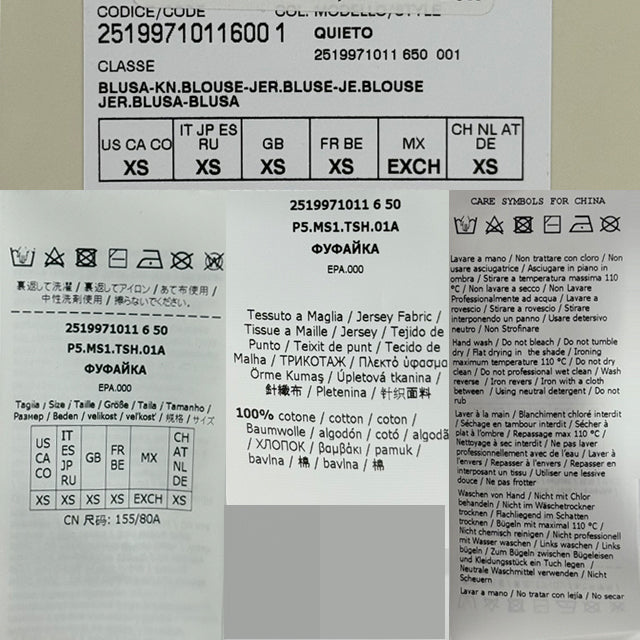 CODICE/CODE COL. MODELLO/STYLE
2519971011600 1 QUIETO
2519971011 650 001
CLASSE
BLUSA-KN.BLOUSE-JER.BLUSE-JE.BLOUSE
JER.BLUSA-BLUSA
US CA CO IT JP ES RU GB FR BE MX CH NL AT DE
XS XS XS XS EXCH XS
裏返して洗濯 / 裏返してアイロン / あて布使用 /
中性洗剤使用 / 擦らないでください。
2519971011 6 50
P5.MS1.TSH.01A
ФУФАЙКА
EPA.000
Taglia / Size / Taille / Größe / Talla / Tamanho /
Размер / Beden / velikost / veľkosť / 规格 / サイズ
US CA CO IT ES JP RU GB FR BE MX CH AT NL DE
XS XS XS XS EXCH XS
CN 尺码: 155/80A
2519971011 6 50
P5.MS1.TSH.01A
ФУФАЙКА
EPA.000
Tessuto a Maglia / Jersey Fabric /
Tissue a Maille / Jersey / Tejido de
Punto / Teixit de punt / Tecido de
Malha / ТРИКОТАЖ / Πλεκτό ύφασμα
Örme Kumaş / Úpletová tkanina /
針織布 / Pletenina / 针织面料
100% cotone / cotton / coton /
Baumwolle / algodón / cotó / algodã
/ ХЛОПОК / βαμβάκι / pamuk /
bavlna / 棉 / bavlna / 棉
CARE SYMBOLS FOR CHINA
Lavare a mano / Non trattare con cloro / Non
usare asciugatrice / Asciugare in piano in
ombra / Stirare a temperatura massima 110
°C / Non lavare a secco / Non lavare
Professionalmente ad acqua / Lavare a
rovescio / Stirare a rovescio / Stirare
interponendo un panno / Usare detersivo
neutro / Non Strofinare
Hand wash / Do not bleach / Do not tumble
dry / Flat drying in the shade / Ironing
maximum temperature 110 °C / Do not dry
clean / Do not professional wet clean / Wash
reverse / Iron revers / Iron with a cloth
between / Using neutral detergent / Do not
rub
Laver à la main / Blanchiment chloré interdit
/ Séchage en tambour interdit / Sécher à
plat à l'ombre / Repassage max 110 °C /
Nettoyage à sec interdit / Ne pas laver
professionnellement avec de l'eau / Laver à
l'envers / Repasser à l'envers / Repasser en
interposant un tissu / Utiliser une lessive
douce / Ne pas frotter
Waschen von Hand / Nicht mit Chlor
behandeln / Nicht im Wäschetrockner
trocknen / Flachliegend im Schatten
trocknen / Bügeln mit maximal 110 °C /
Nicht chemisch reinigen / Nicht professionell
mit Wasser waschen / Links waschen / Links
bügeln / Zum Bügeln zwischen Bügeleisen
und Kleidungsstück ein Tuch legen /
Neutrale Waschmittel verwenden / Nicht
Scheuern
Lavar a mano / No tratar con lejía / No secar